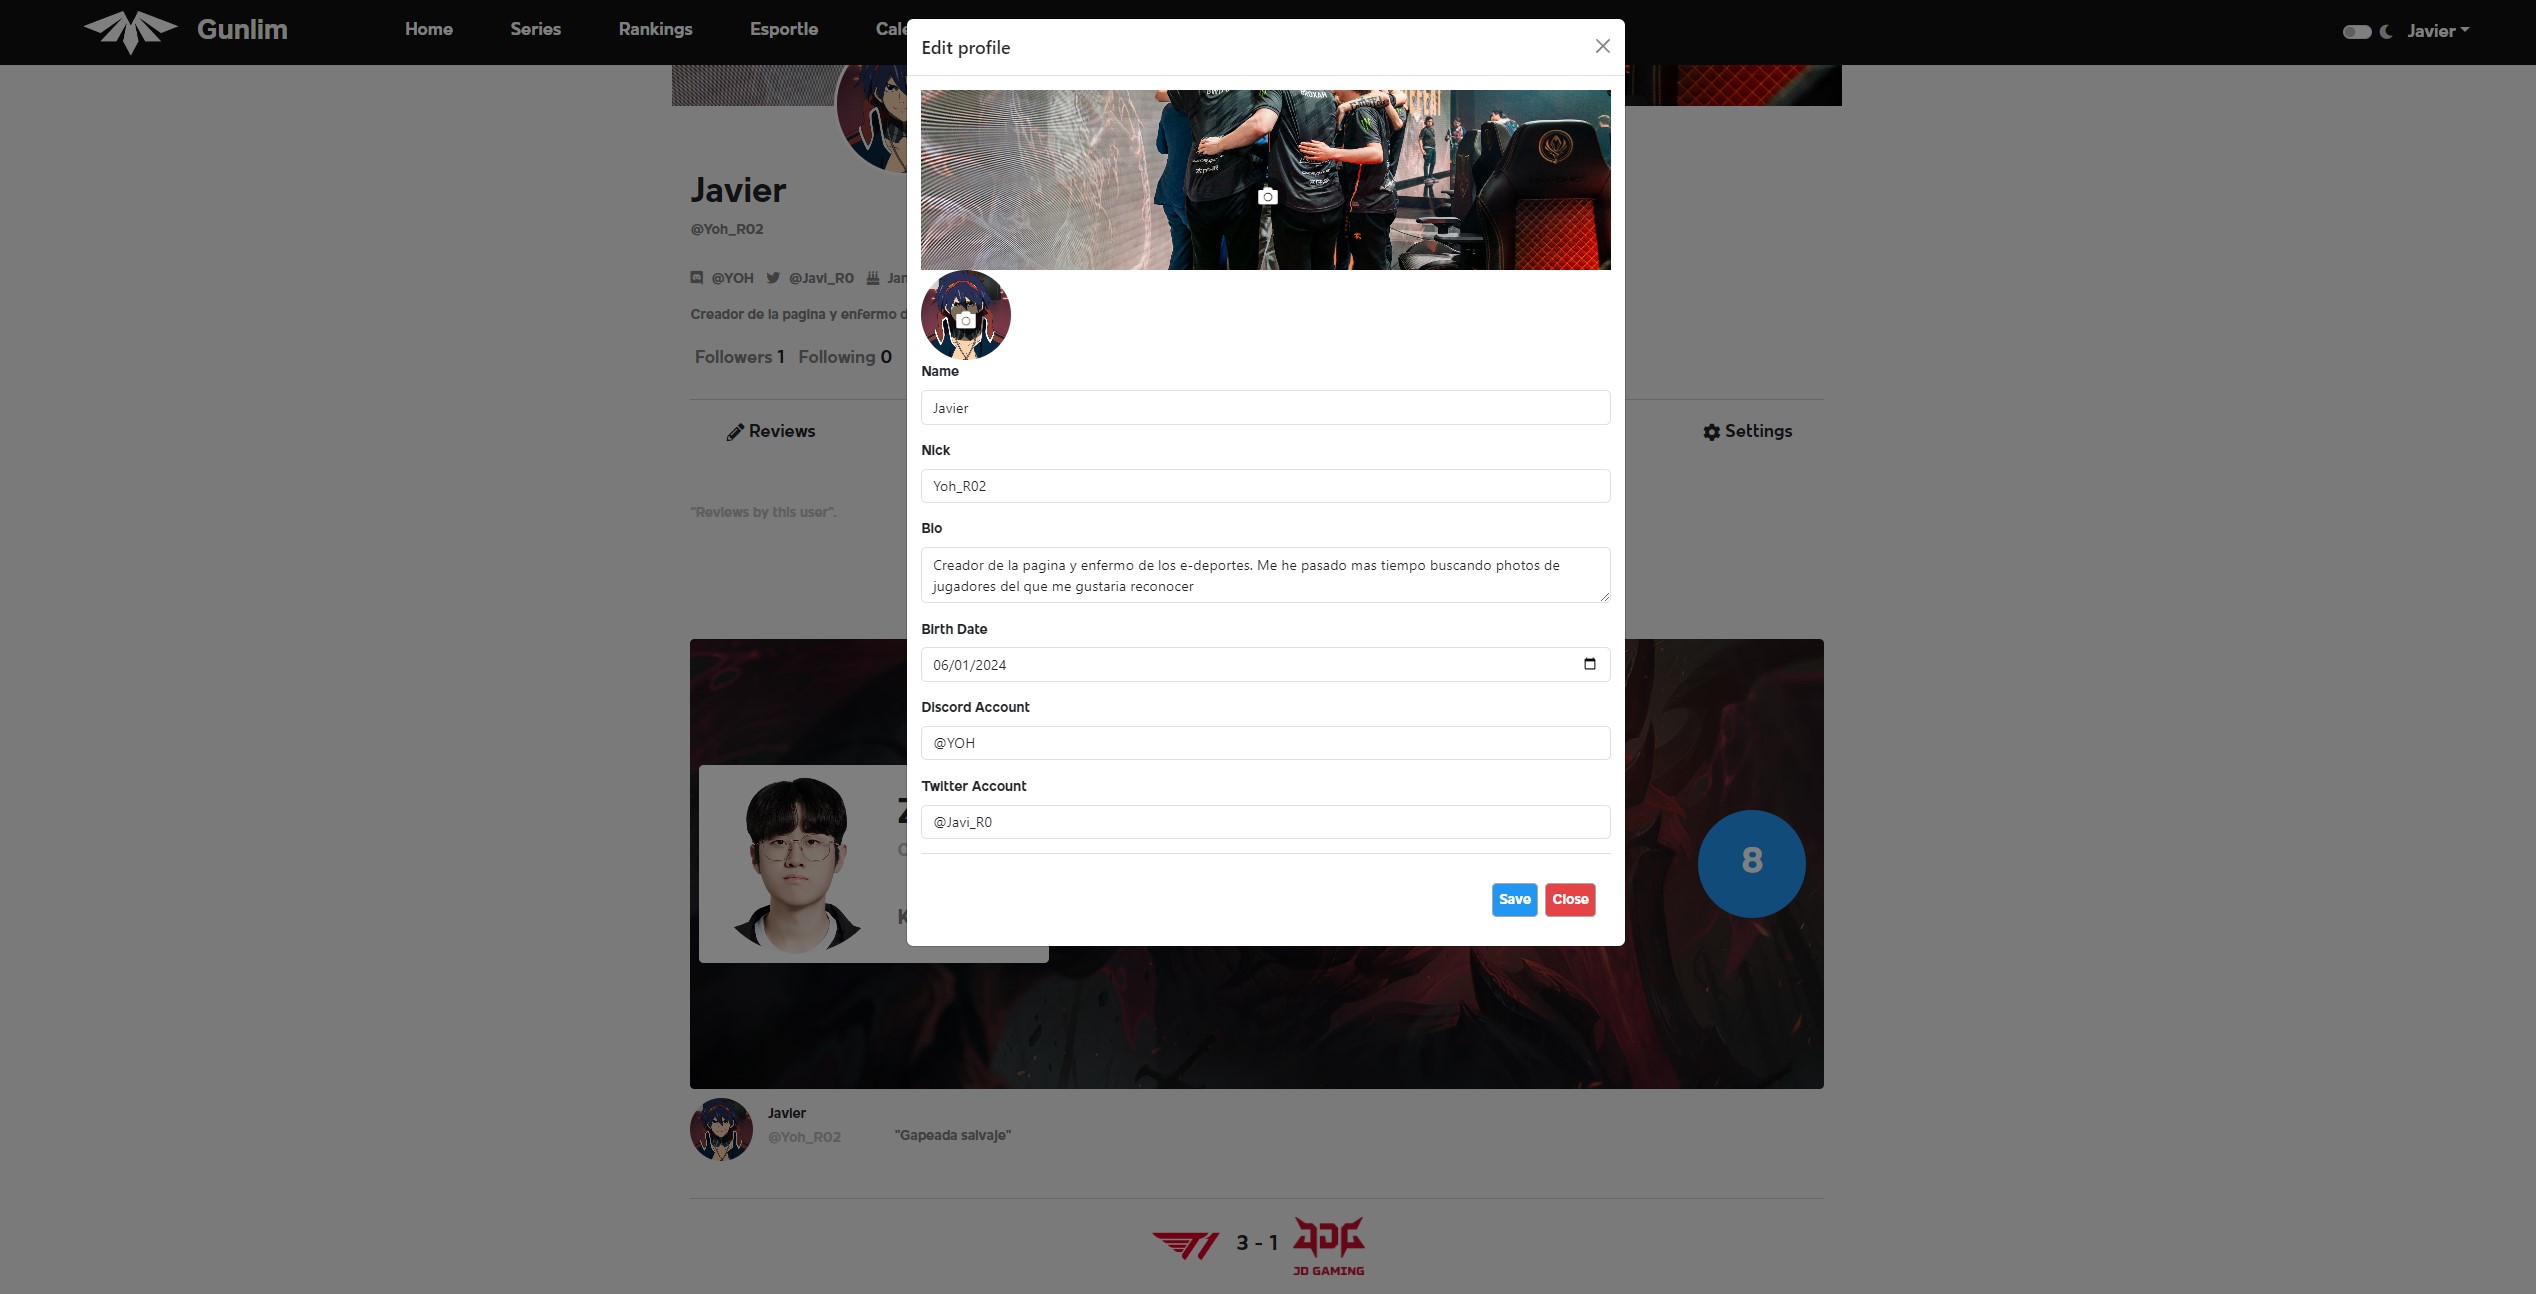 Gunlim
Home
Series
Rankings
Esportle
Cale
Javier
Edit profile
Javier
@Yoh_R02
@YOH
@Javi_R0
Jan
Creador de la pagina y enfermo d
Followers 1
Following 0
Reviews
Settings
"Reviews by this user".
Name
Javier
Nick
Yoh_R02
Bio
Creador de la pagina y enfermo de los e-deportes. Me he pasado mas tiempo buscando photos de
jugadores del que me gustaria reconocer
Birth Date
06/01/2024
Discord Account
@YOH
Twitter Account
@Javi_R0
Save
Close
8
Javier
@Yoh_R02
"Gapeada salvaje"
T1
3 - 1
JDG
JD GAMING